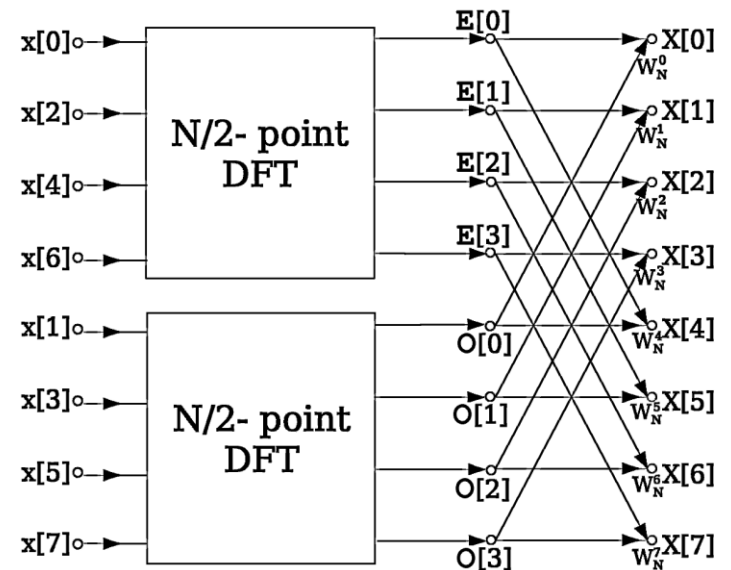 x[0]
x[2]
x[4]
x[6]
N/2- point
DFT
x[1]
x[3]
x[5]
x[7]
N/2- point
DFT
E[0]
E[1]
E[2]
E[3]
O[0]
O[1]
O[2]
O[3]
X[0]
W_N^0
X[1]
W_N^1
X[2]
W_N^2
X[3]
W_N^3
X[4]
W_N^4
X[5]
W_N^5
X[6]
W_N^6
X[7]
W_N^7